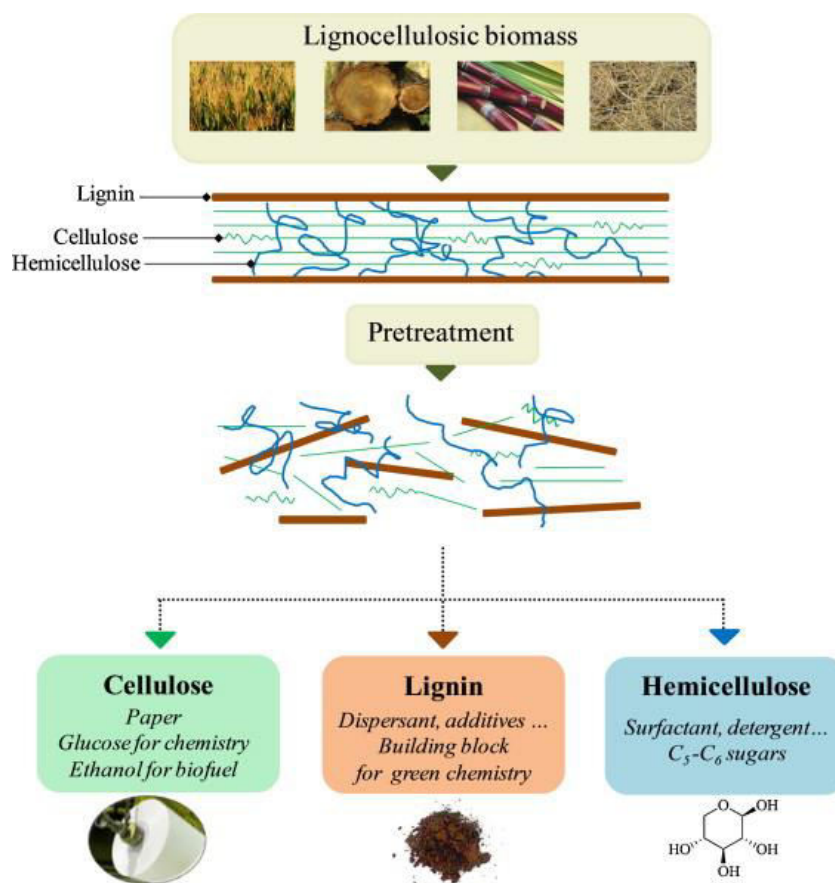 Lignocellulosic biomass
Lignin
Cellulose
Hemicellulose
Pretreatment
Cellulose
Paper
Glucose for chemistry
Ethanol for biofuel
Lignin
Dispersant, additives ...
Building block
for green chemistry
Hemicellulose
Surfactant, detergent...
C₅-C₆ sugars
O OH
HO OH
OH